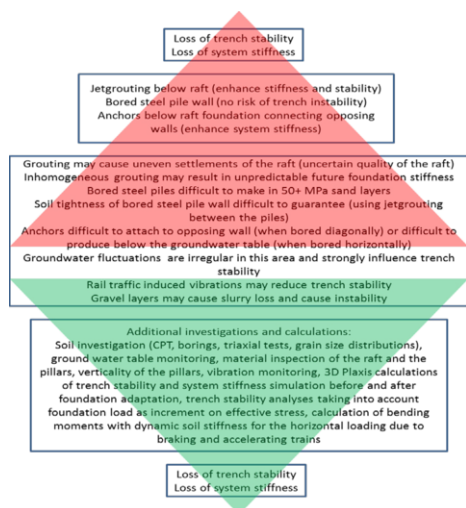 Loss of trench stability
Loss of system stiffness
Jetgrouting below raft (enhance stiffness and stability)
Bored steel pile wall (no risk of trench instability)
Anchors below raft foundation connecting opposing
walls (enhance system stiffness)
Grouting may cause uneven settlements of the raft (uncertain quality of the raft)
Inhomogeneous grouting may result in unpredictable future foundation stiffness
Bored steel piles difficult to make in 50+ MPa sand layers
Soil tightness of bored steel pile wall difficult to guarantee (using jetgrouting
between the piles)
Anchors difficult to attach to opposing wall (when bored diagonally) or difficult to
produce below the groundwater table (when bored horizontally)
Groundwater fluctuations are irregular in this area and strongly influence trench
stability
Rail traffic induced vibrations may reduce trench stability
Gravel layers may cause slurry loss and cause instability
Additional investigations and calculations:
Soil investigation (CPT, borings, triaxial tests, grain size distributions),
ground water table monitoring, material inspection of the raft and the
pillars, verticality of the pillars, vibration monitoring, 3D Plaxis calculations
of trench stability and system stiffness simulation before and after
foundation adaptation, trench stability analyses taking into account
foundation load as increment on effective stress, calculation of bending
moments with dynamic soil stiffness for the horizontal loading due to
braking and accelerating trains
Loss of trench stability
Loss of system stiffness